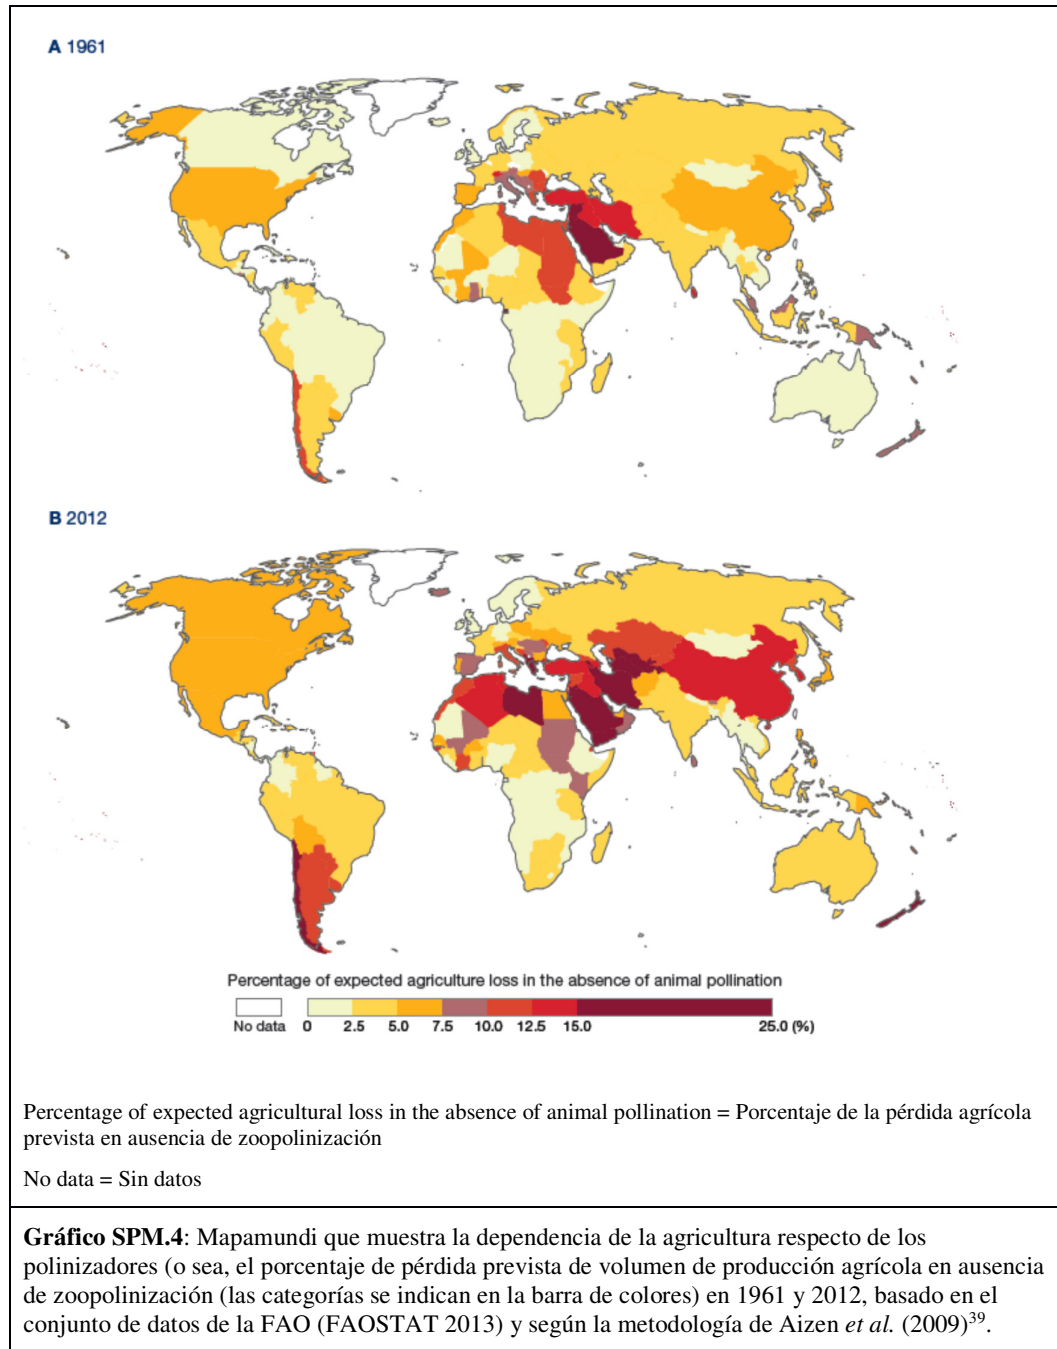 A 1961
B 2012
Percentage of expected agriculture loss in the absence of animal pollination
No data 0 2.5 5.0 7.5 10.0 12.5 15.0 25.0 (%)
Percentage of expected agricultural loss in the absence of animal pollination = Porcentaje de la pérdida agrícola
prevista en ausencia de zoopolinización
No data = Sin datos
Gráfico SPM.4: Mapamundi que muestra la dependencia de la agricultura respecto de los
polinizadores (o sea, el porcentaje de pérdida prevista de volumen de producción agrícola en ausencia
de zoopolinización (las categorías se indican en la barra de colores) en 1961 y 2012, basado en el
conjunto de datos de la FAO (FAOSTAT 2013) y según la metodología de Aizen et al. (2009)39.